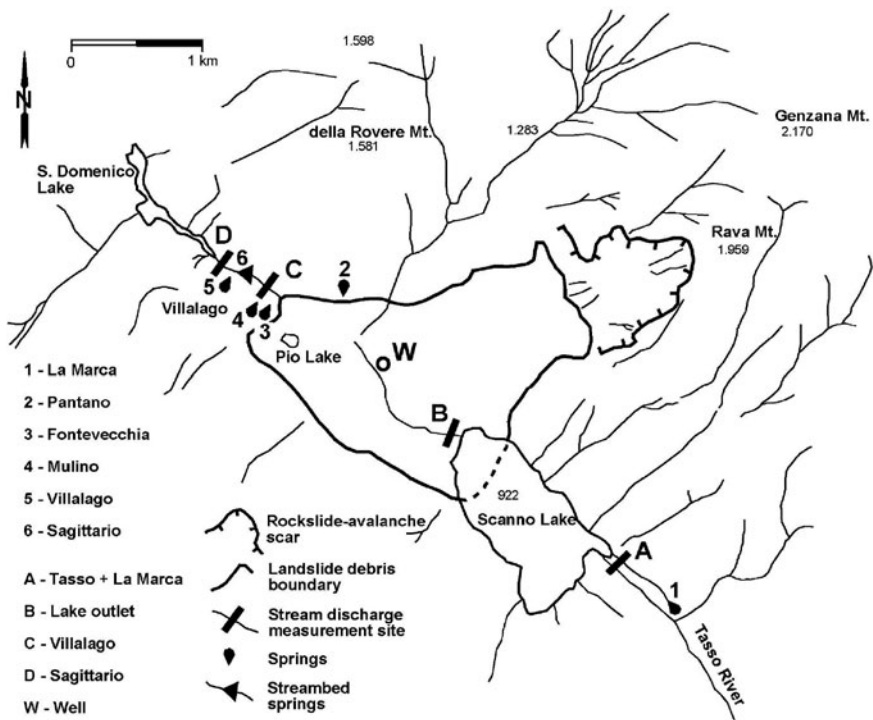 1.598
0 1 km
N
della Rovere Mt.
1.581
1.283
Genzana Mt.
2.170
S. Domenico
Lake
Rava Mt.
1.959
D
6
C
2
5
Villalago
4
3
Pio Lake
W
B
922
Scanno Lake
A
1
Tasso River
1 - La Marca
2 - Pantano
3 - Fontevecchia
4 - Mulino
5 - Villalago
6 - Sagittario
A - Tasso + La Marca
B - Lake outlet
C - Villalago
D - Sagittario
W - Well
Rockslide-avalanche
scar
Landslide debris
boundary
Stream discharge
measurement site
Springs
Streambed
springs